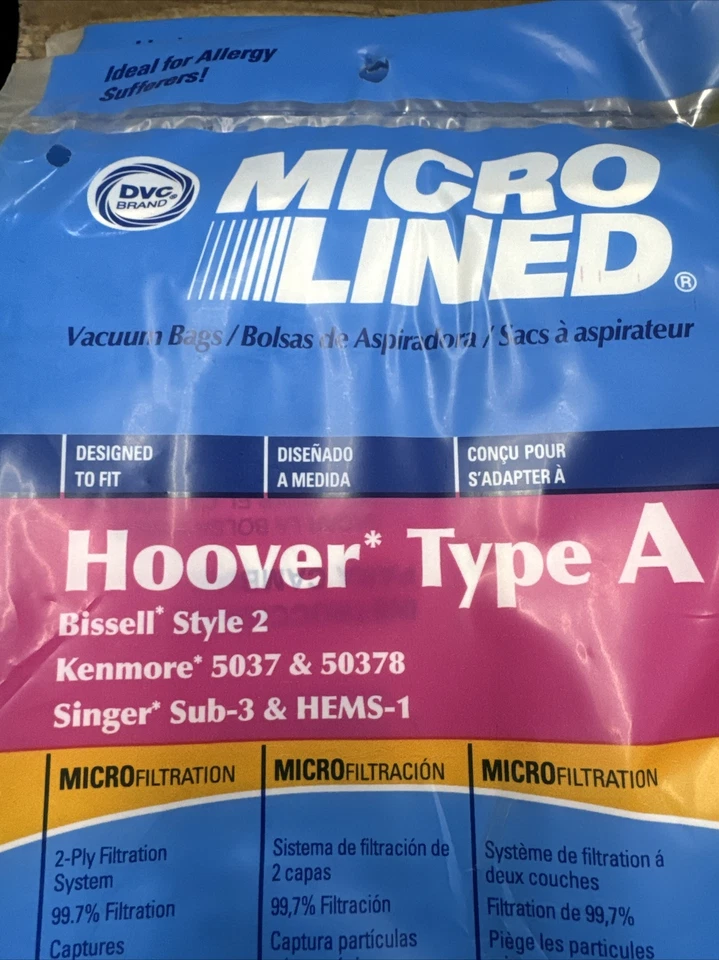 Ideal for Allergy
Sufferers!
DVC®
BRAND
MICRO
LINED®
Vacuum Bags / Bolsas de Aspiradora / Sacs à aspirateur
DESIGNED
TO FIT
DISEÑADO
A MEDIDA
CONÇU POUR
S'ADAPTER À
Hoover* Type A
Bissell* Style 2
Kenmore* 5037 & 50378
Singer* Sub-3 & HEMS-1
MICROFILTRATION
2-Ply Filtration
System
99.7% Filtration
Captures
MICROFILTRACIÓN
Sistema de filtración de
2 capas
99,7% Filtración
Captura partículas
MICROFILTRATION
Système de filtration á
deux couches
Filtration de 99,7%
Piège les particules